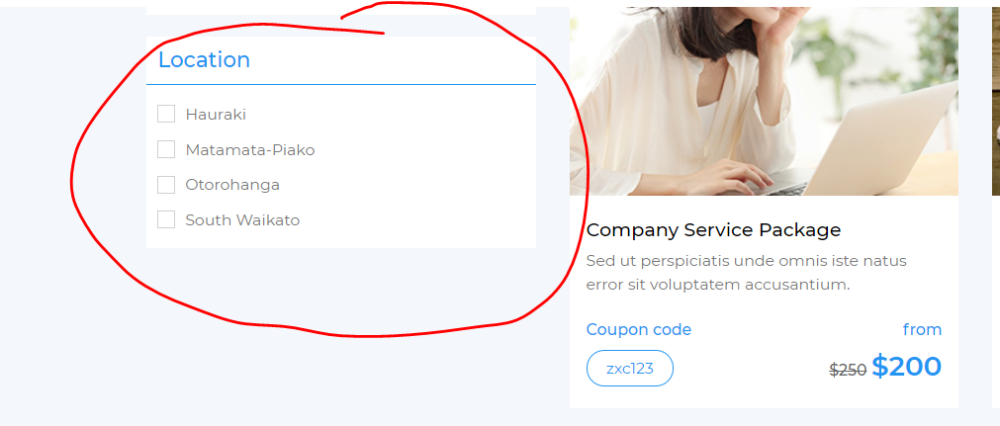 Location
Hauraki
Matamata-Piako
Otorohanga
South Waikato
Company Service Package
Sed ut perspiciatis unde omnis iste natus
error sit voluptatem accusantium.
Coupon code from
zxc123 $250 $200